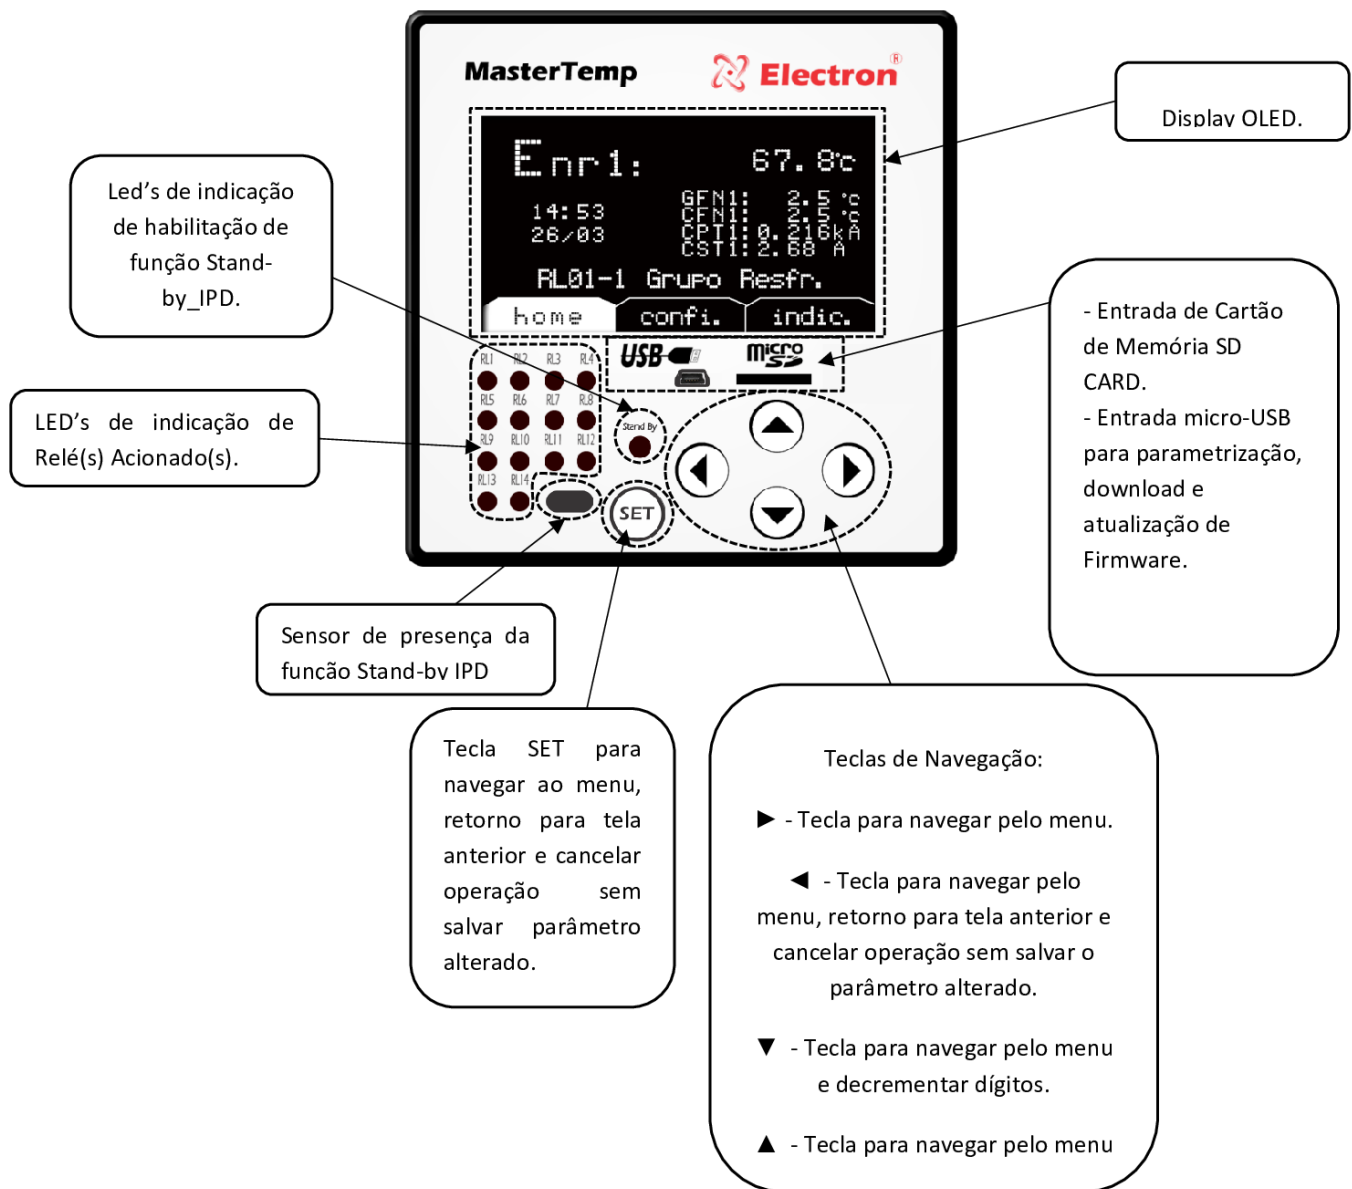 MasterTemp
Electron®
Enr1: 67.8°c
14:53
26/03
GFN1: 2.5 °c
CFN1: 2.5 °c
CPT1: 0.216kA
CST1: 2.68 A
RL01-1 Grupo Resfr.
home confi. indic.
USB
Micro SD
RL1 RL2 RL3 RL4
RL5 RL6 RL7 RL8
RL9 RL10 RL11 RL12
RL13 RL14
Stend By
SET
Display OLED.
Led’s de indicação
de habilitação de
função Stand-
by_IPD.
LED’s de indicação de
Relé(s) Acionado(s).
- Entrada de Cartão
de Memória SD
CARD.
- Entrada micro-USB
para parametrização,
download e
atualização de
Firmware.
Sensor de presença da
função Stand-by IPD
Tecla SET para
navegar ao menu,
retorno para tela
anterior e cancelar
operação sem
salvar parâmetro
alterado.
Teclas de Navegação:
► - Tecla para navegar pelo menu.
◄ - Tecla para navegar pelo
menu, retorno para tela anterior e
cancelar operação sem salvar o
parâmetro alterado.
▼ - Tecla para navegar pelo menu
e decrementar dígitos.
▲ - Tecla para navegar pelo menu